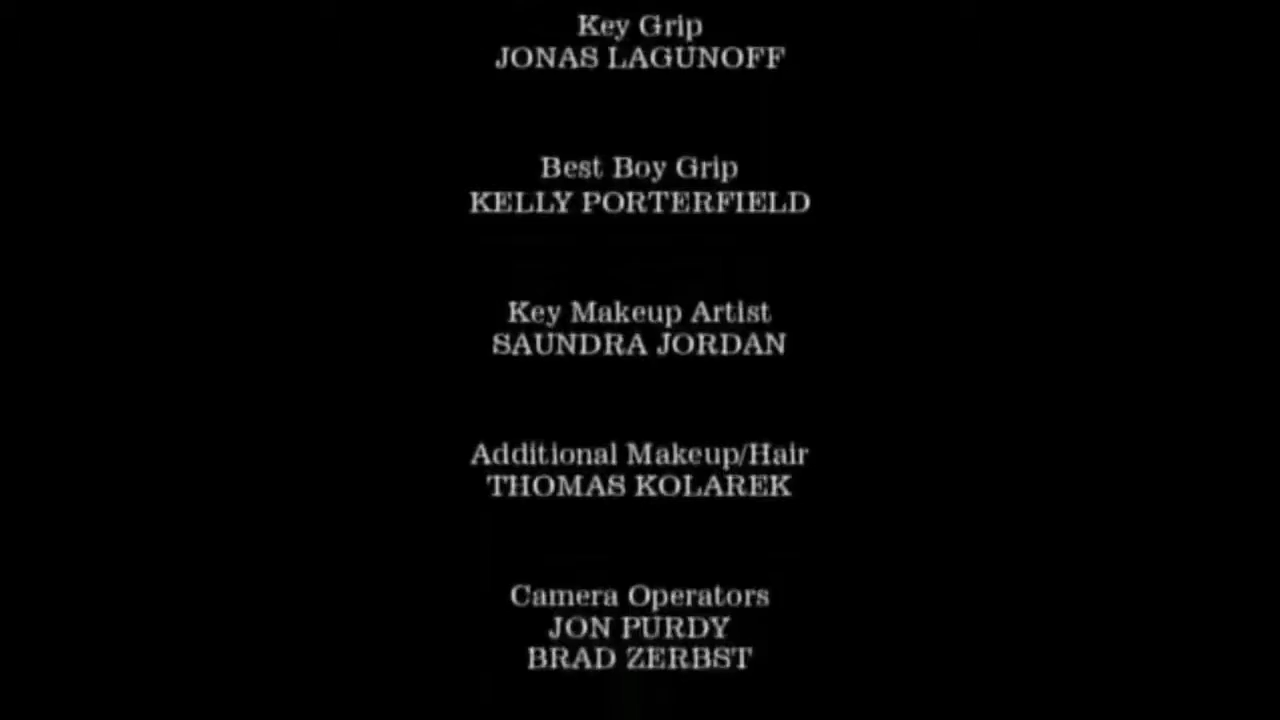 Key Grip
JONAS LAGUNOFF
Best Boy Grip
KELLY PORTERFIELD
Key Makeup Artist
SAUNDRA JORDAN
Additional Makeup/Hair
THOMAS KOLAREK
Camera Operators
JON PURDY
BRAD ZERBST